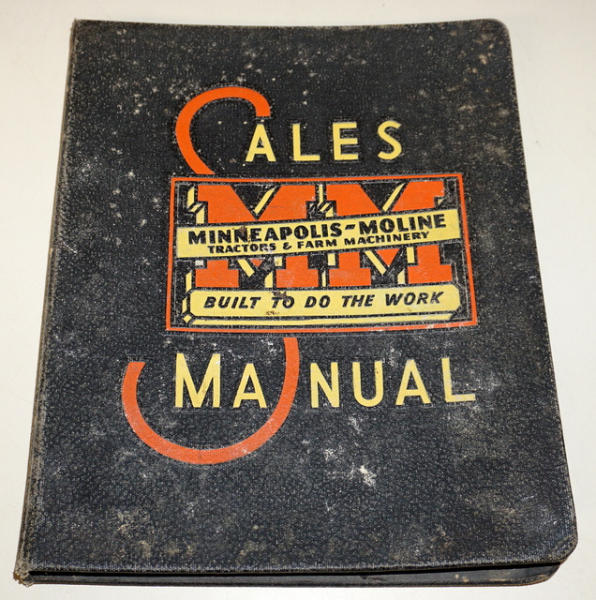 SALES
MM
MINNEAPOLIS-MOLINE
TRACTORS & FARM MACHINERY
BUILT TO DO THE WORK
MANUAL